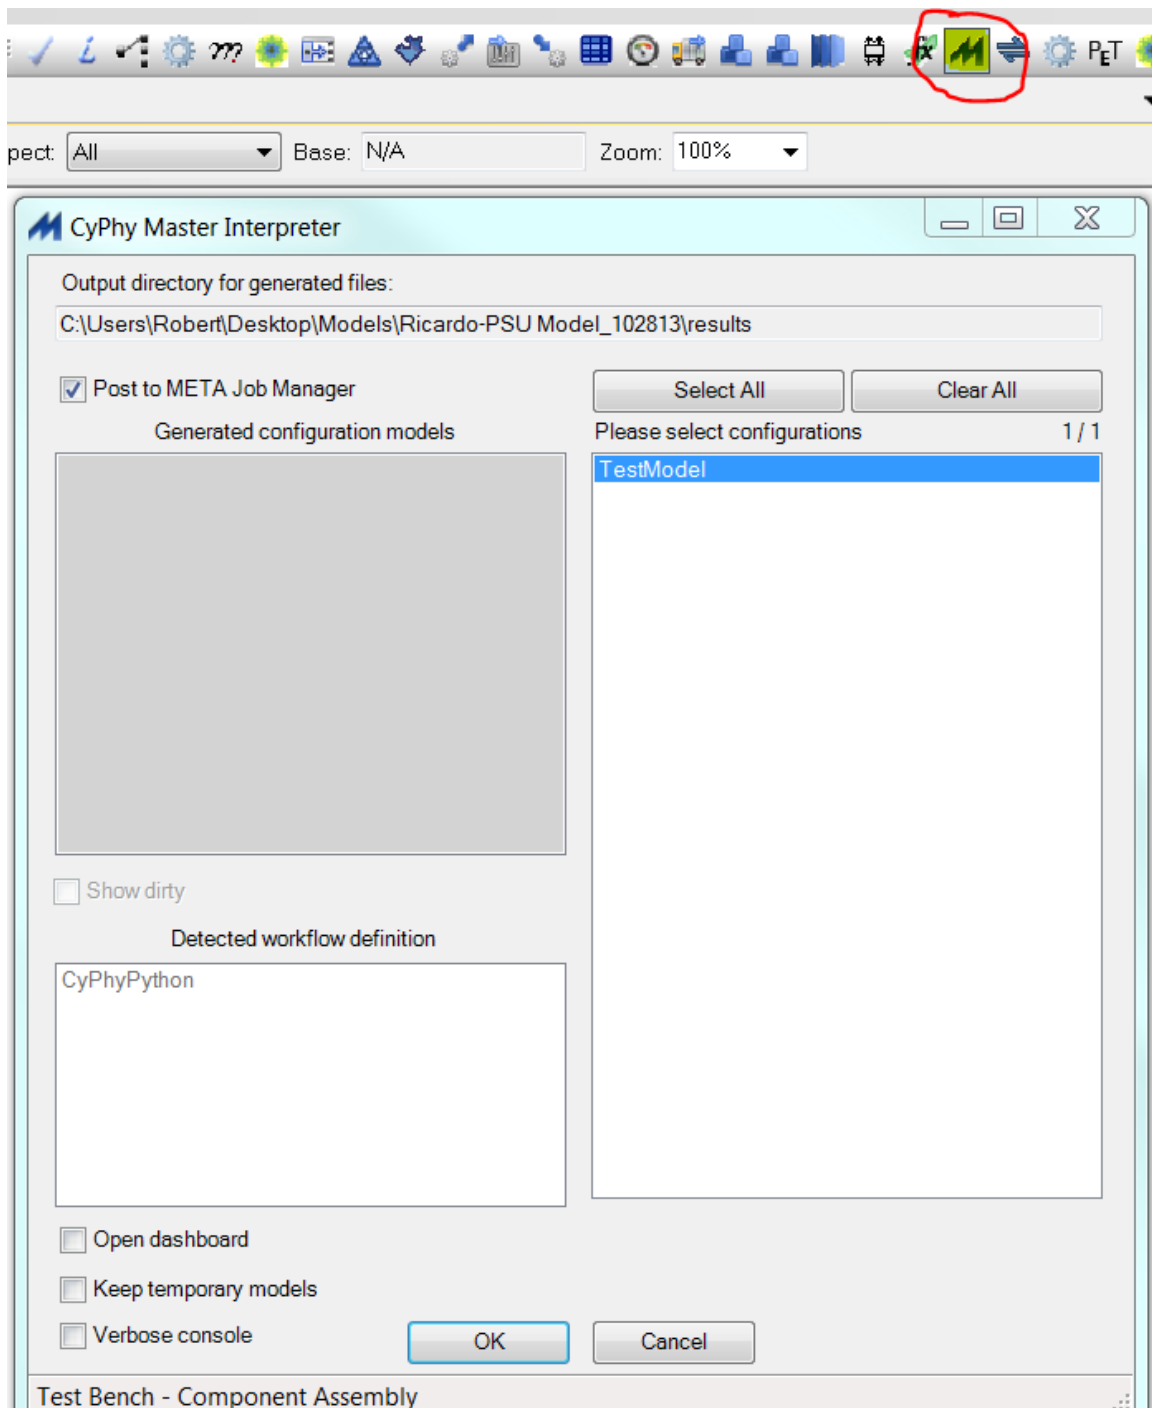 i ??? PET
pect: All Base: N/A Zoom: 100%
CyPhy Master Interpreter
Output directory for generated files:
C:\Users\Robert\Desktop\Models\Ricardo-PSU Model_102813\results
Post to META Job Manager Select All Clear All
Generated configuration models Please select configurations 1 / 1
TestModel
Show dirty
Detected workflow definition
CyPhyPython
Open dashboard
Keep temporary models
Verbose console OK Cancel
Test Bench - Component Assembly